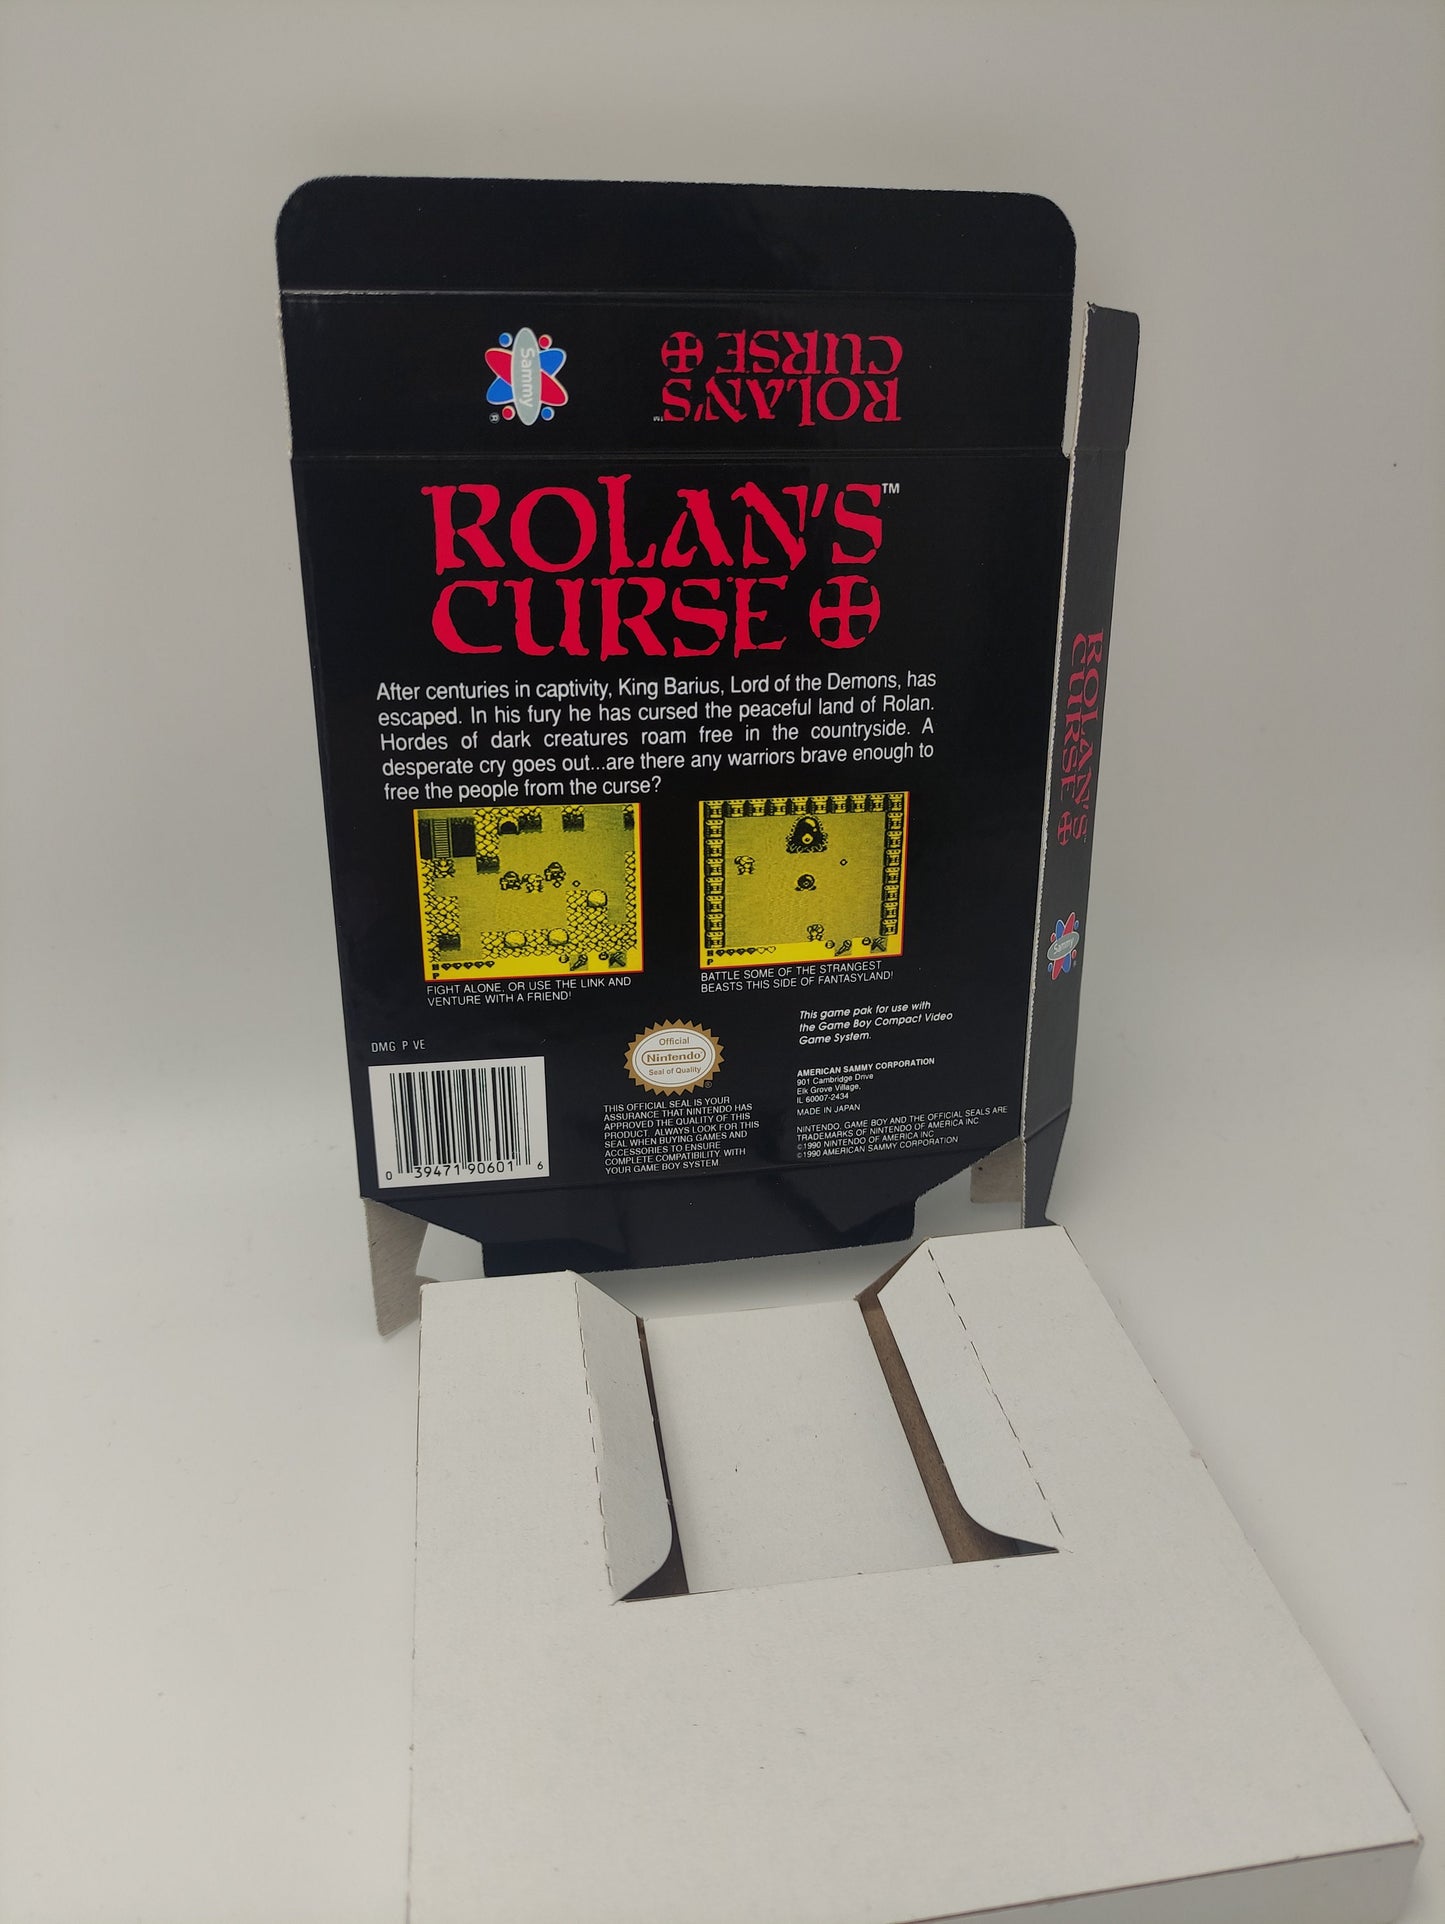 ROLAN'S™
CURSE
Sammy
®
ROLAN'S™
CURSE
After centuries in captivity, King Barius, Lord of the Demons, has
escaped. In his fury he has cursed the peaceful land of Rolan.
Hordes of dark creatures roam free in the countryside. A
desperate cry goes out...are there any warriors brave enough to
free the people from the curse?
FIGHT ALONE, OR USE THE LINK AND
VENTURE WITH A FRIEND!
BATTLE SOME OF THE STRANGEST
BEASTS THIS SIDE OF FANTASYLAND!
This game pak for use with
the Game Boy Compact Video
Game System.
DMG P VE
0 39471 90601 6
Official
Nintendo®
Seal of Quality
®
THIS OFFICIAL SEAL IS YOUR
ASSURANCE THAT NINTENDO HAS
APPROVED THE QUALITY OF THIS
PRODUCT. ALWAYS LOOK FOR THIS
SEAL WHEN BUYING GAMES AND
ACCESSORIES TO ENSURE
COMPLETE COMPATIBILITY WITH
YOUR GAME BOY SYSTEM
AMERICAN SAMMY CORPORATION
901 Cambridge Drive
Elk Grove Village,
IL 60007-2434
MADE IN JAPAN
NINTENDO, GAME BOY AND THE OFFICIAL SEALS ARE
TRADEMARKS OF NINTENDO OF AMERICA INC.
©1990 NINTENDO OF AMERICA INC
©1990 AMERICAN SAMMY CORPORATION
ROLAN'S™
CURSE
Sammy
®